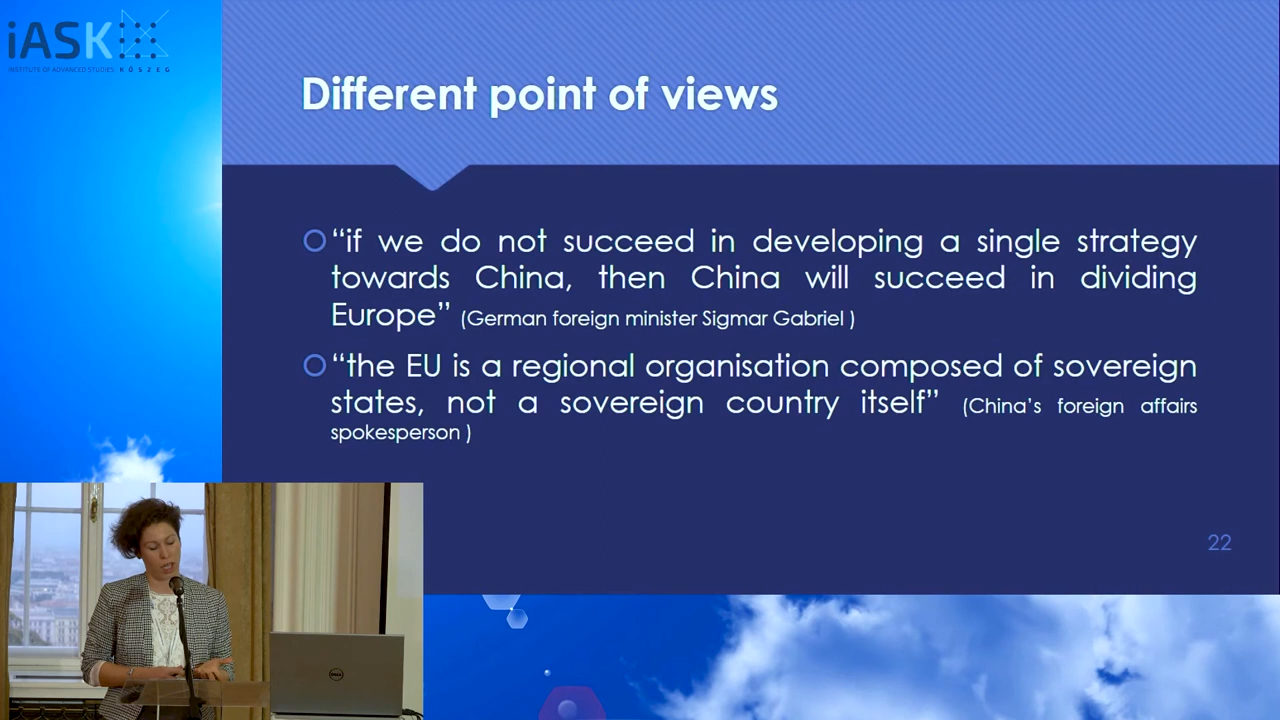 iASK
INSTITUTE OF ADVANCED STUDIES KŐSZEG
Different point of views
“if we do not succeed in developing a single strategy
towards China, then China will succeed in dividing
Europe” (German foreign minister Sigmar Gabriel )
“the EU is a regional organisation composed of sovereign
states, not a sovereign country itself” (China’s foreign affairs
spokesperson )
22
DELL